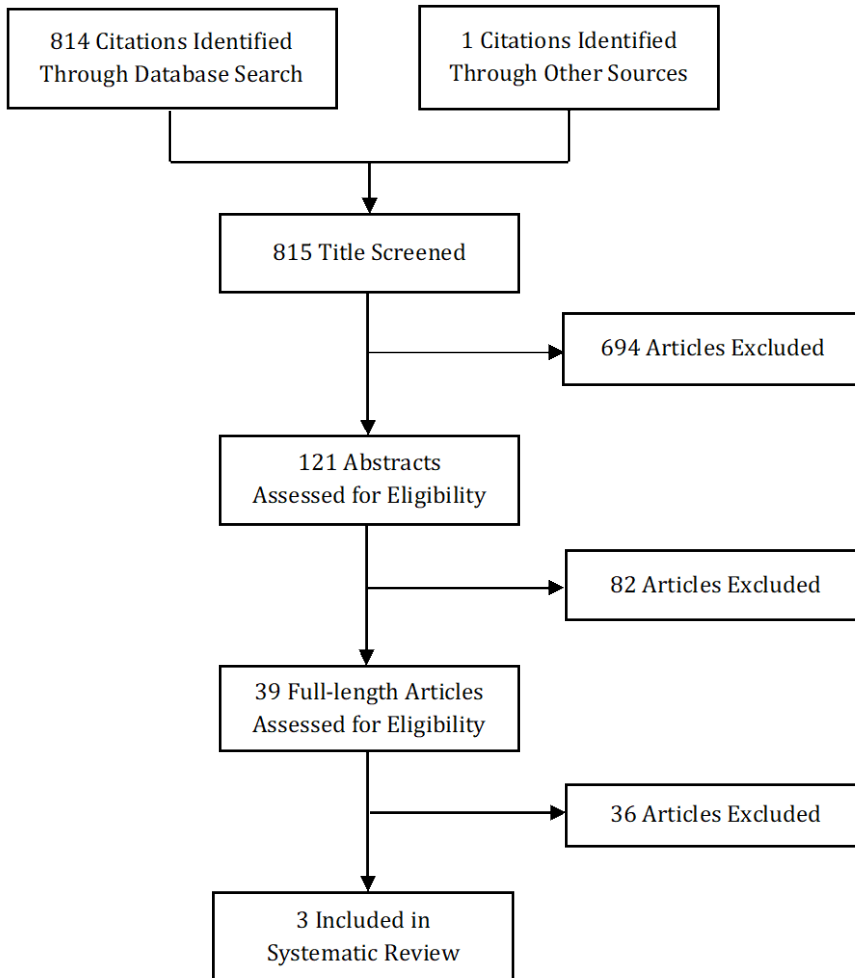 814 Citations Identified
Through Database Search
1 Citations Identified
Through Other Sources
815 Title Screened
694 Articles Excluded
121 Abstracts
Assessed for Eligibility
82 Articles Excluded
39 Full-length Articles
Assessed for Eligibility
36 Articles Excluded
3 Included in
Systematic Review